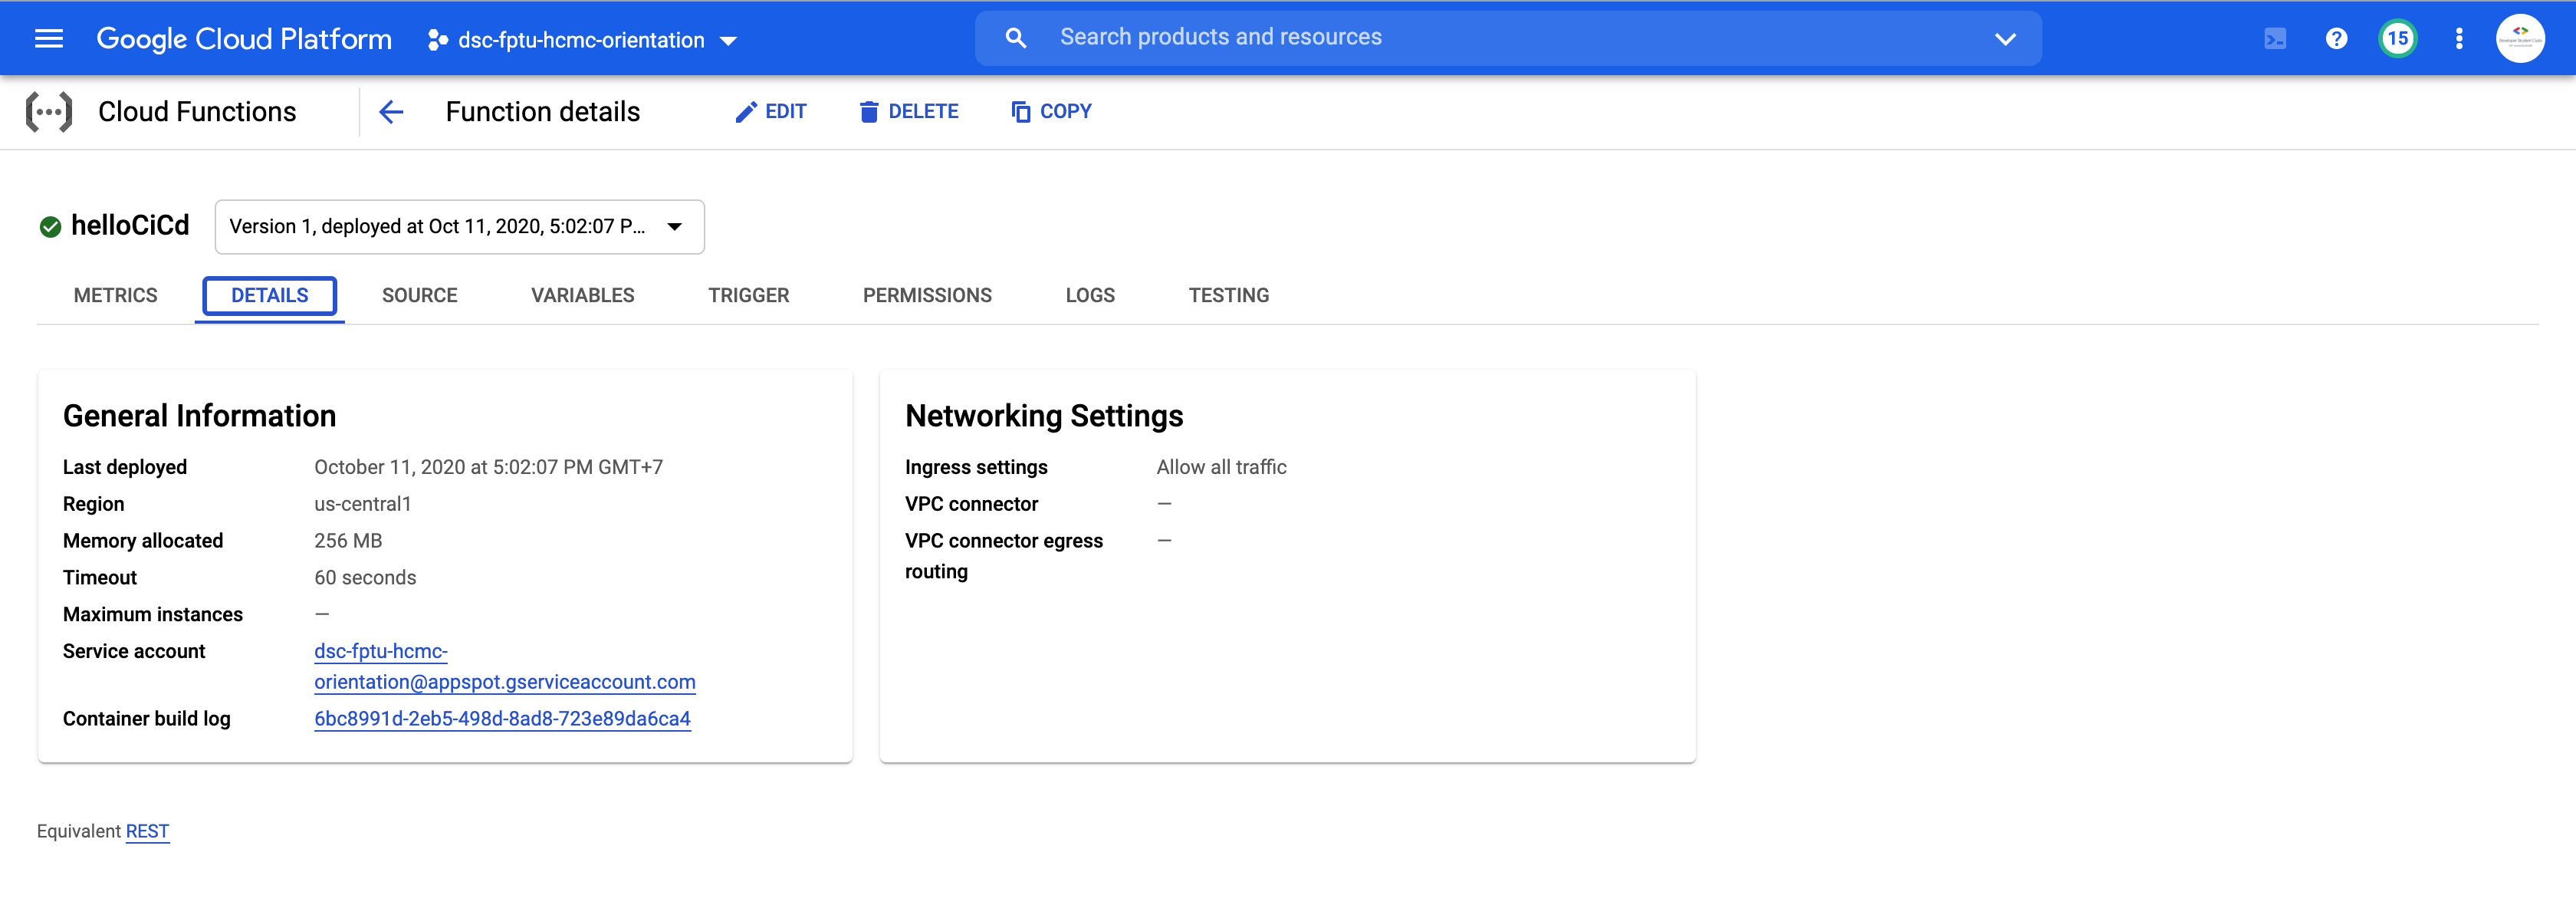 Google Cloud Platform
dsc-fptu-hcmc-orientation
Search products and resources
15
Cloud Functions
Function details
EDIT
DELETE
COPY
helloCiCd
Version 1, deployed at Oct 11, 2020, 5:02:07 P...
METRICS
DETAILS
SOURCE
VARIABLES
TRIGGER
PERMISSIONS
LOGS
TESTING
General Information
Last deployed October 11, 2020 at 5:02:07 PM GMT+7
Region us-central1
Memory allocated 256 MB
Timeout 60 seconds
Maximum instances —
Service account dsc-fptu-hcmc-
orientation@appspot.gserviceaccount.com
Container build log 6bc8991d-2eb5-498d-8ad8-723e89da6ca4
Networking Settings
Ingress settings Allow all traffic
VPC connector —
VPC connector egress —
routing
Equivalent REST